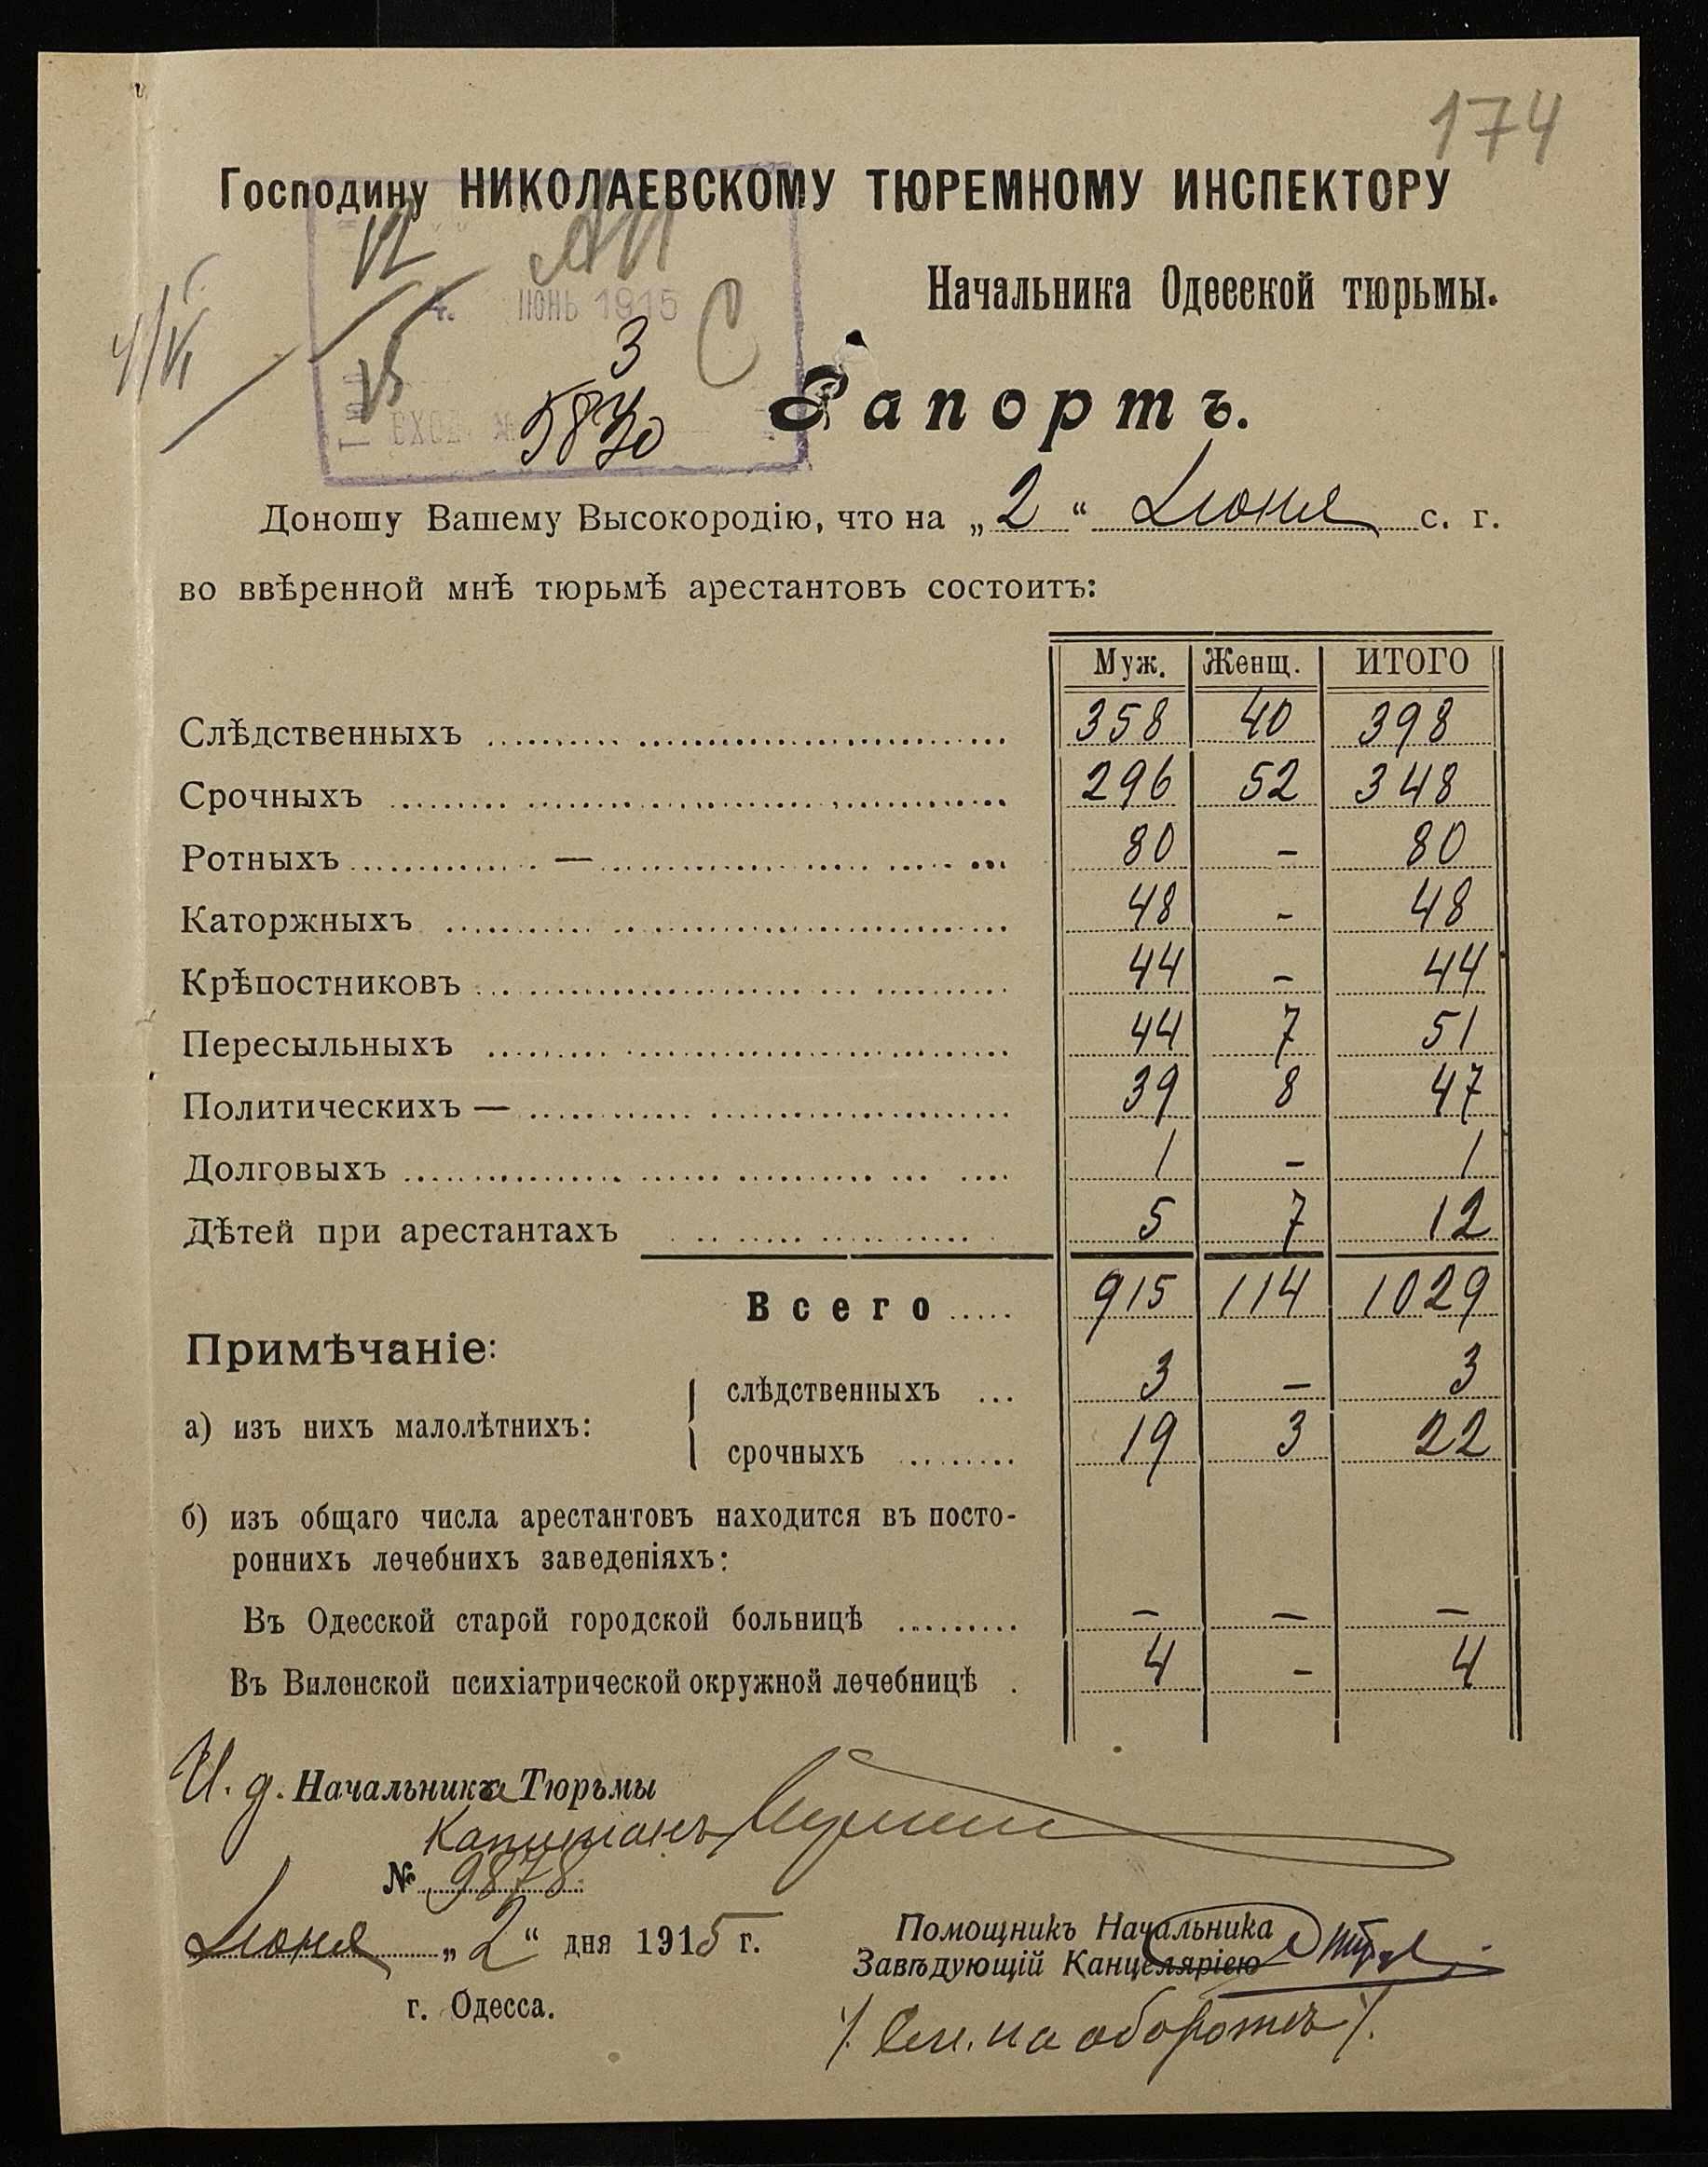 174
Господину НИКОЛАЕВСКОМУ ТЮРЕМНОМУ ИНСПЕКТОРУ
Начальника Одесской тюрьмы.
4/VI
ІЮНЬ 1915
3
С
ВХОД. №
5840
Рапортъ.
Доношу Вашему Высокородію, что на „2“ Іюня с. г.
во ввѣренной мнѣ тюрьмѣ арестантовъ состоитъ:
Муж. Женщ. ИТОГО
Слѣдственныхъ 358 40 398
Срочныхъ 296 52 348
Ротныхъ — 80 - 80
Каторжныхъ 48 - 48
Крѣпостниковъ 44 - 44
Пересыльныхъ 44 7 51
Политическихъ — 39 8 47
Долговыхъ 1 - 1
Дѣтей при арестантахъ 5 7 12
Всего 915 114 1029
Примѣчаніе:
а) изъ нихъ малолѣтнихъ:
слѣдственныхъ 3 - 3
срочныхъ 19 3 22
б) изъ общаго числа арестантовъ находится въ посто-
роннихъ лечебнихъ заведеніяхъ:
Въ Одесской старой городской больницѣ - - -
Въ Виленской психіатрической окружной лечебницѣ 4 - 4
И. д. Начальника Тюрьмы
Капитанъ
№ 9878
Іюня „2“ дня 1915 г.
г. Одесса.
Помощникъ Начальника
Завѣдующій Канцеляріею
/. См. на оборотѣ /.